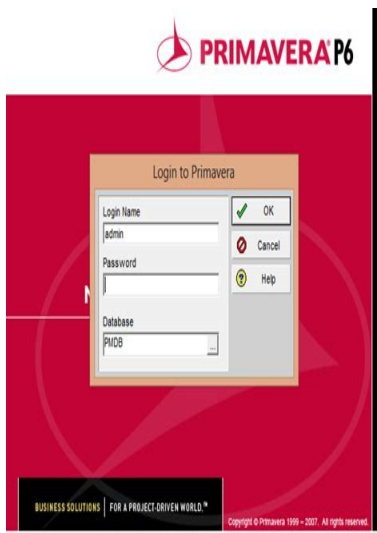 PRIMAVERA P6
Login to Primavera
Login Name
admin
Password
Database
PMDB
...
OK
Cancel
? Help
N
BUSINESS SOLUTIONS | FOR A PROJECT-DRIVEN WORLD.™
Copyright © Primavera 1999 – 2007. All rights reserved.